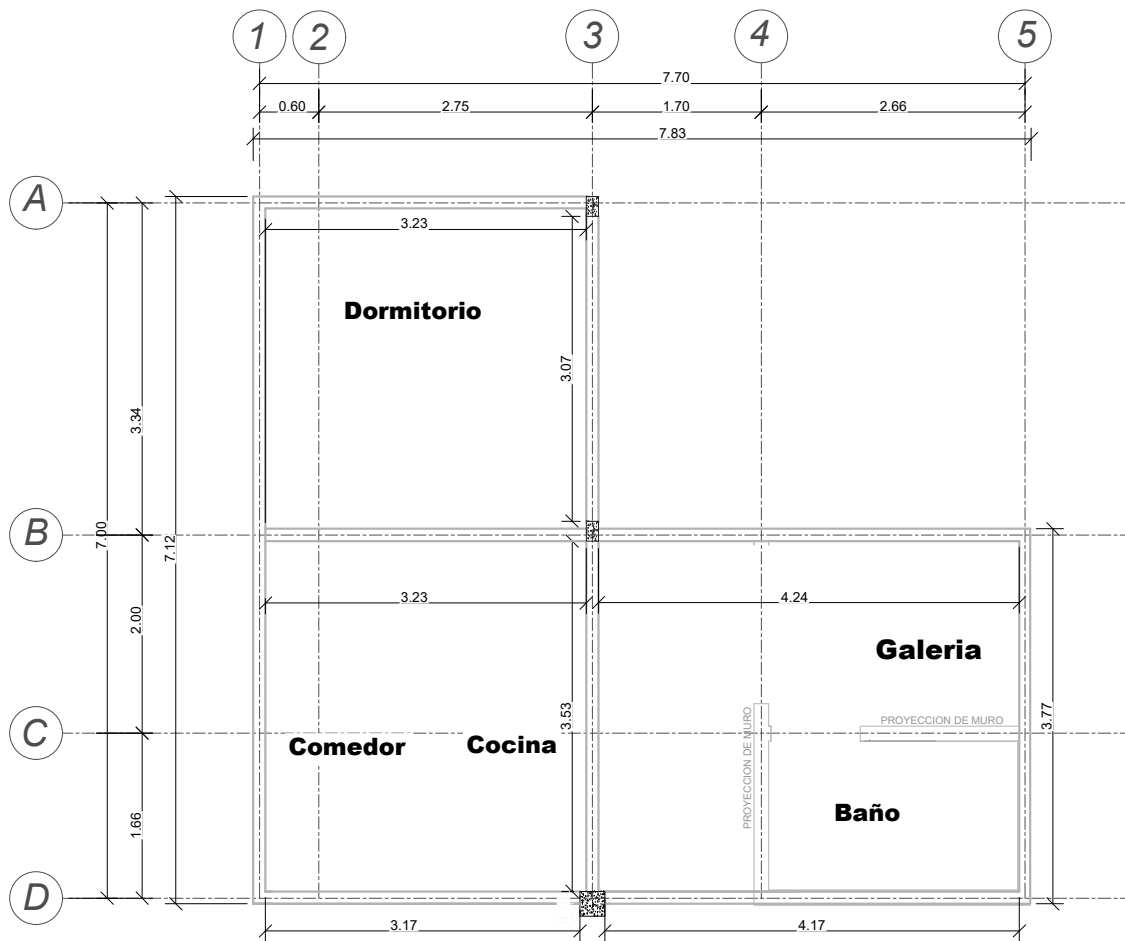 1 2 3 4 5
7.70
0.60 2.75 1.70 2.66
7.83
A
3.23
Dormitorio
3.07
3.34
7.00
7.12
B
3.23 4.24
2.00
Galeria
3.53
3.77
C
PROYECCION DE MURO
PROYECCION DE MURO
Comedor Cocina
Baño
1.66
D
3.17 4.17